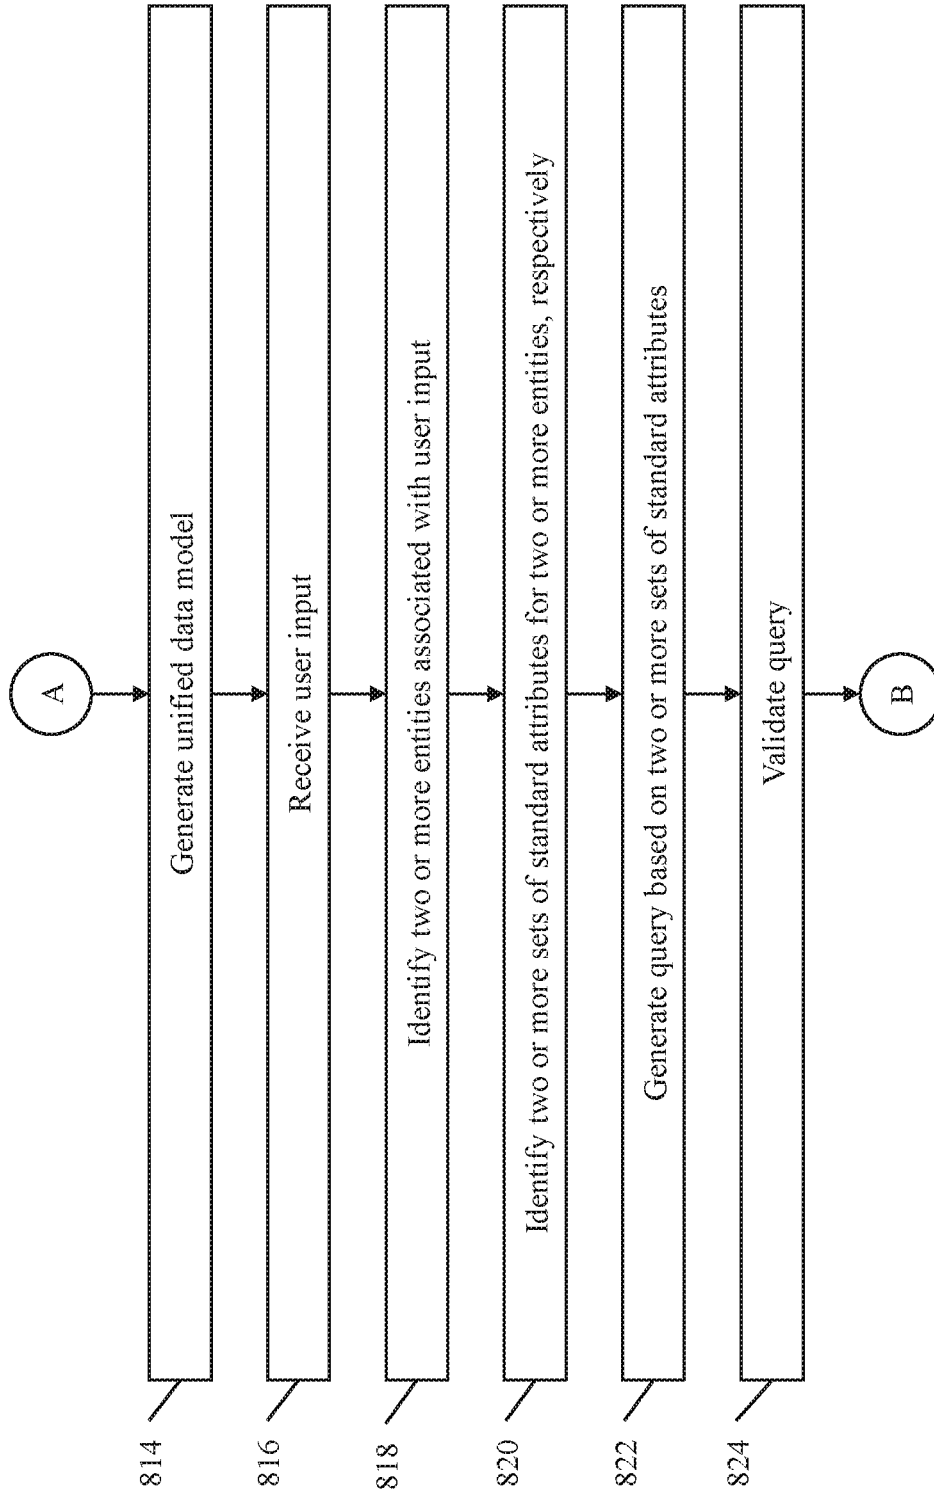 A
814
Generate unified data model
816
Receive user input
818
Identify two or more entities associated with user input
820
Identify two or more sets of standard attributes for two or more entities, respectively
822
Generate query based on two or more sets of standard attributes
824
Validate query
B